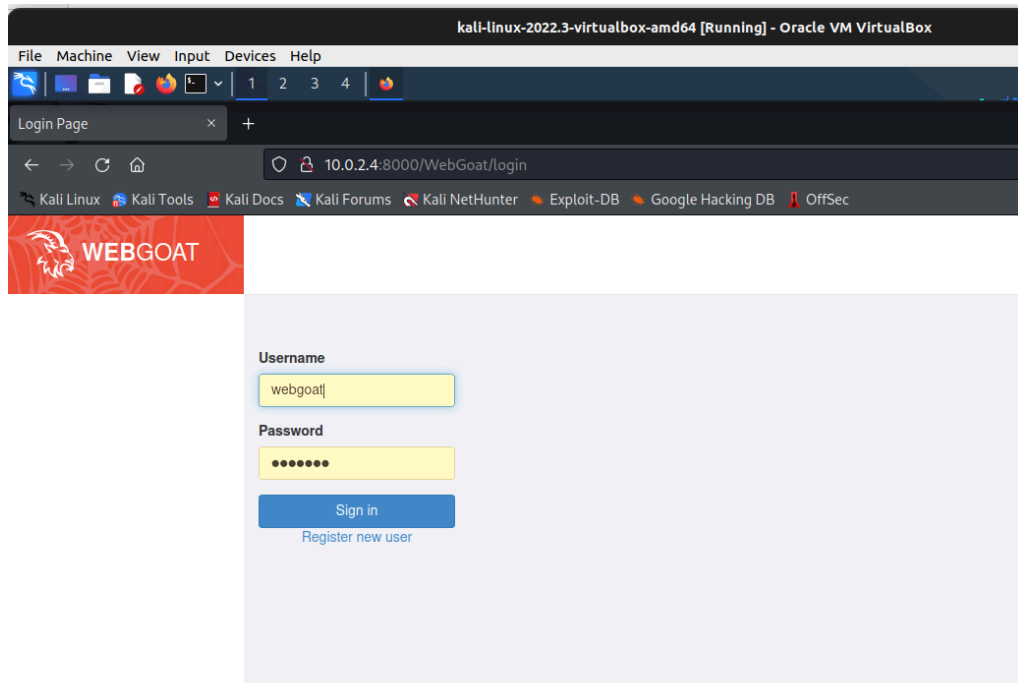 kali-linux-2022.3-virtualbox-amd64 [Running] - Oracle VM VirtualBox
File Machine View Input Devices Help
1 2 3 4
Login Page × +
10.0.2.4:8000/WebGoat/login
Kali Linux Kali Tools Kali Docs Kali Forums Kali NetHunter Exploit-DB Google Hacking DB OffSec
WEBGOAT
Username
webgoat
Password
•••••••
Sign in
Register new user